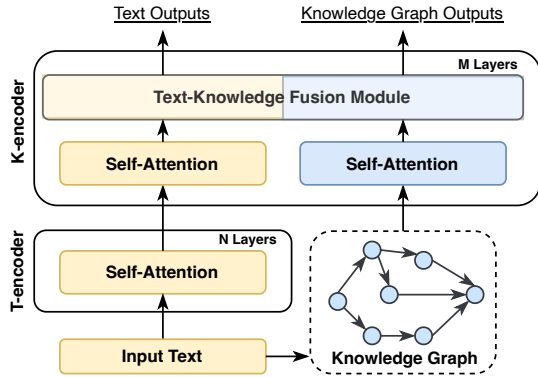 Text Outputs
Knowledge Graph Outputs
M Layers
Text-Knowledge Fusion Module
K-encoder
Self-Attention
Self-Attention
N Layers
Self-Attention
T-encoder
Input Text
Knowledge Graph